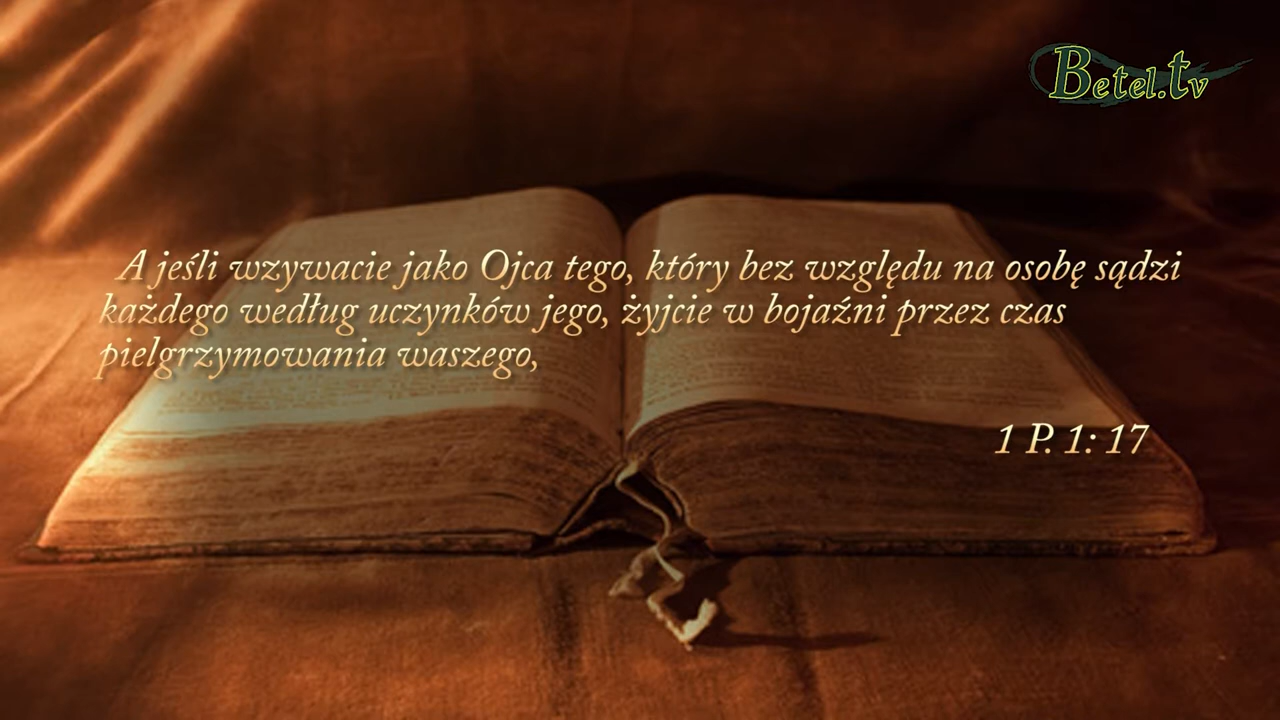 Betel.tv
A jeśli wzywacie jako Ojca tego, który bez względu na osobę sądzi
każdego według uczynków jego, żyjcie w bojaźni przez czas
pielgrzymowania waszego,
1 P. 1: 17